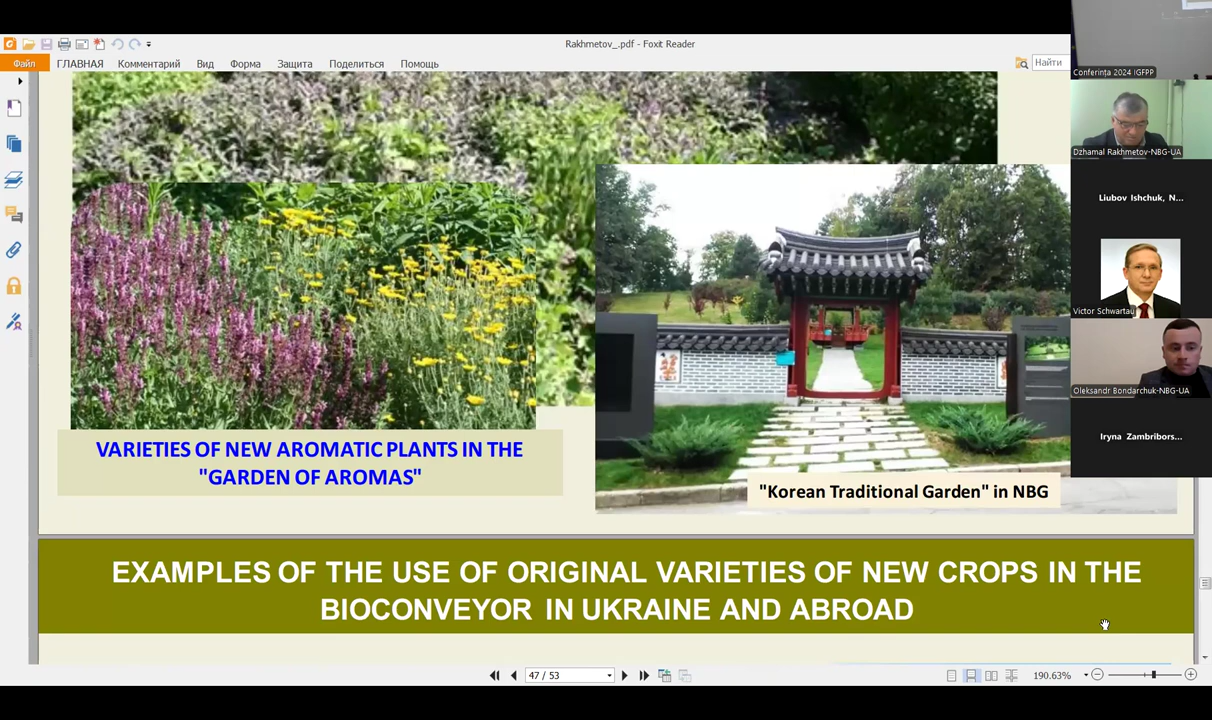 Rakhmetov_.pdf - Foxit Reader
Файл
ГЛАВНАЯ
Комментарий
Вид
Форма
Защита
Поделиться
Помощь
Найти
Conferința 2024 IGFPP
Dzhamal Rakhmetov-NBG-UA
Liubov Ishchuk, N...
Victor Schwartau
Oleksandr Bondarchuk-NBG-UA
Iryna Zambribors...
VARIETIES OF NEW AROMATIC PLANTS IN THE
"GARDEN OF AROMAS"
"Korean Traditional Garden" in NBG
EXAMPLES OF THE USE OF ORIGINAL VARIETIES OF NEW CROPS IN THE
BIOCONVEYOR IN UKRAINE AND ABROAD
47 / 53
190.63%